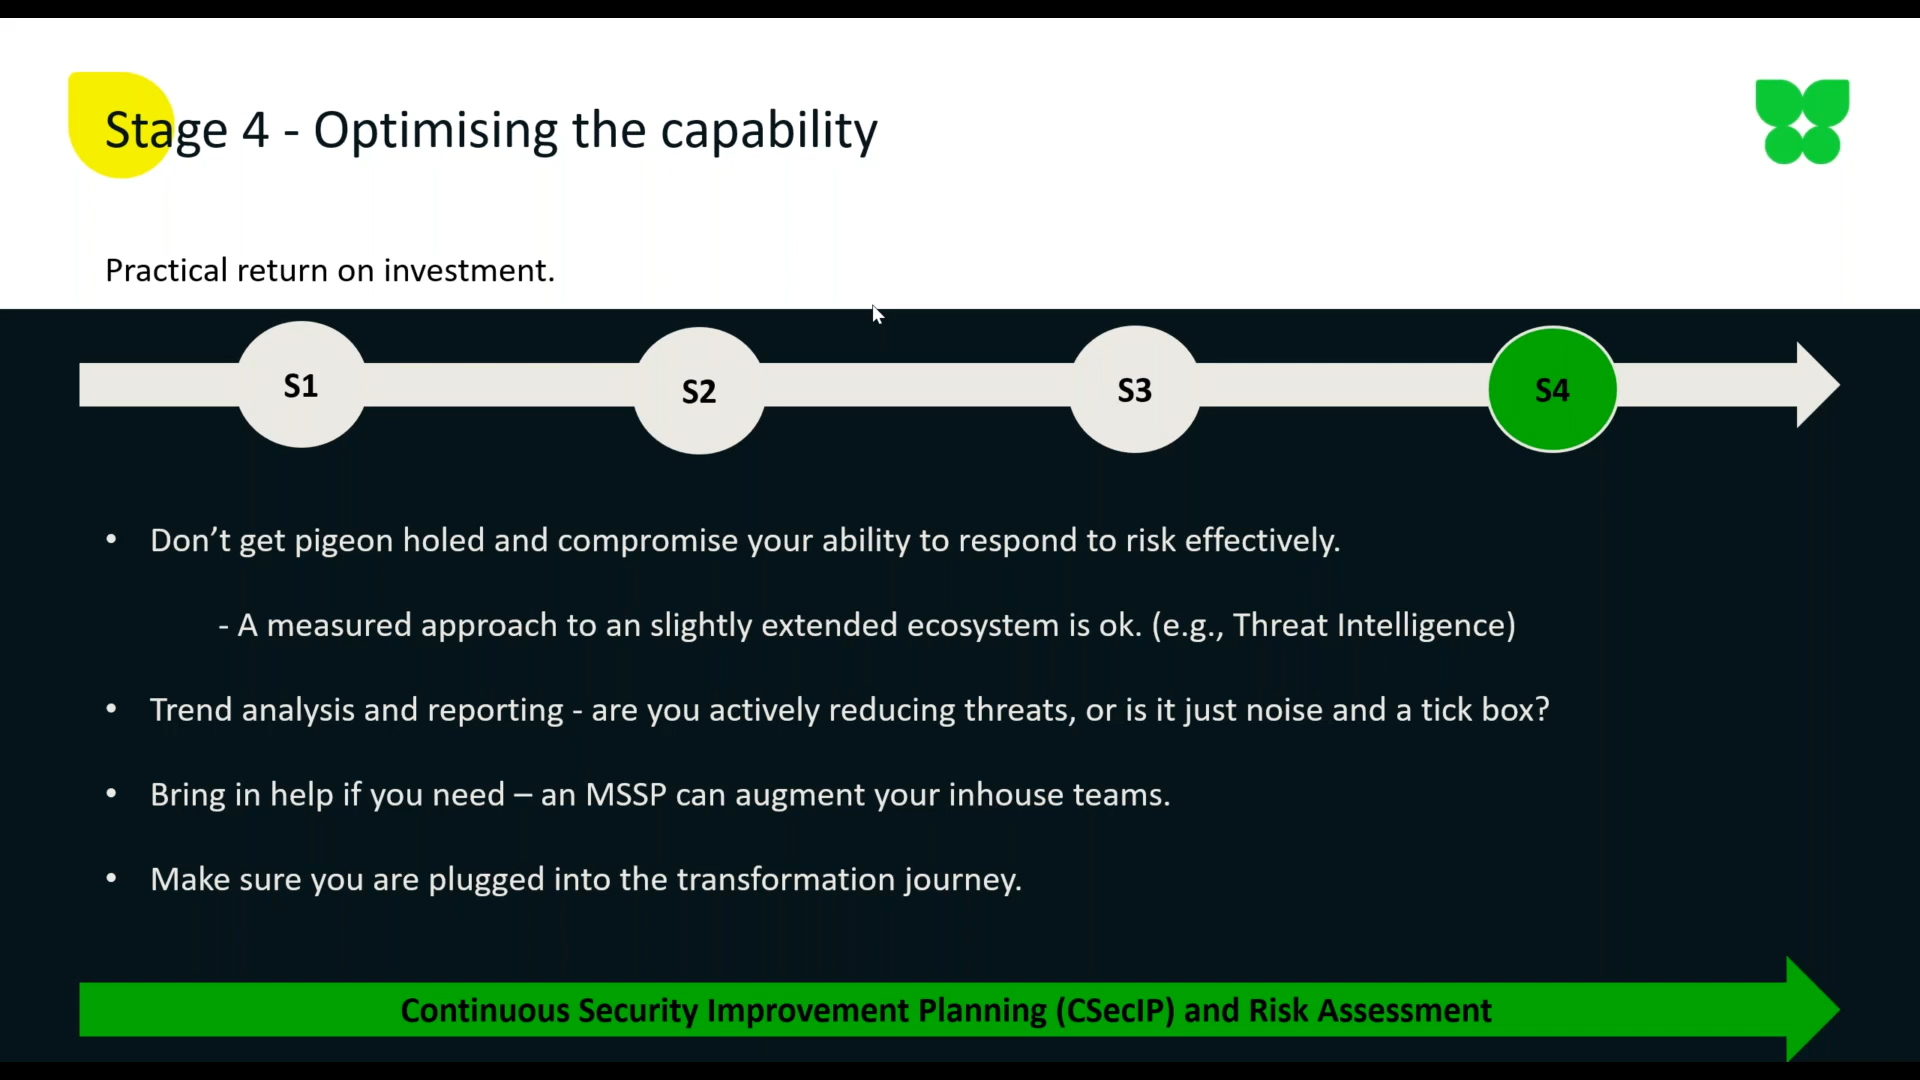 Stage 4 - Optimising the capability
Practical return on investment.
S1
S2
S3
S4
• Don’t get pigeon holed and compromise your ability to respond to risk effectively.
- A measured approach to an slightly extended ecosystem is ok. (e.g., Threat Intelligence)
• Trend analysis and reporting - are you actively reducing threats, or is it just noise and a tick box?
• Bring in help if you need – an MSSP can augment your inhouse teams.
• Make sure you are plugged into the transformation journey.
Continuous Security Improvement Planning (CSecIP) and Risk Assessment